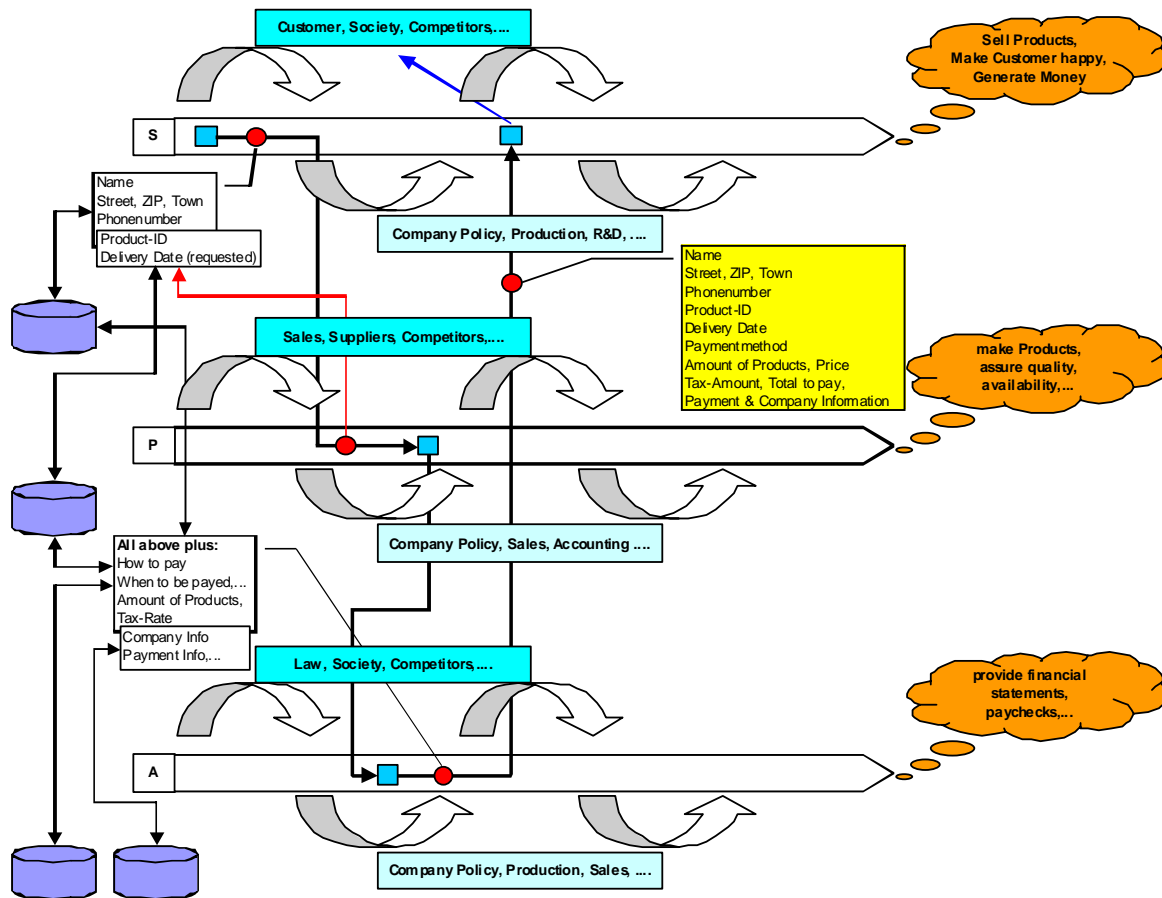 Customer, Society, Competitors,....
Sell Products,
Make Customer happy,
Generate Money
S
Name
Street, ZIP, Town
Phonenumber
Product-ID
Delivery Date (requested)
Company Policy, Production, R&D, ....
Name
Street, ZIP, Town
Phonenumber
Product-ID
Delivery Date
Paymentmethod
Amount of Products, Price
Tax-Amount, Total to pay,
Payment & Company Information
Sales, Suppliers, Competitors,....
make Products,
assure quality,
availability,...
P
Company Policy, Sales, Accounting ....
All above plus:
How to pay
When to be payed,...
Amount of Products,
Tax-Rate
Company Info
Payment Info,...
Law, Society, Competitors,....
provide financial
statements,
paychecks,...
A
Company Policy, Production, Sales, ....